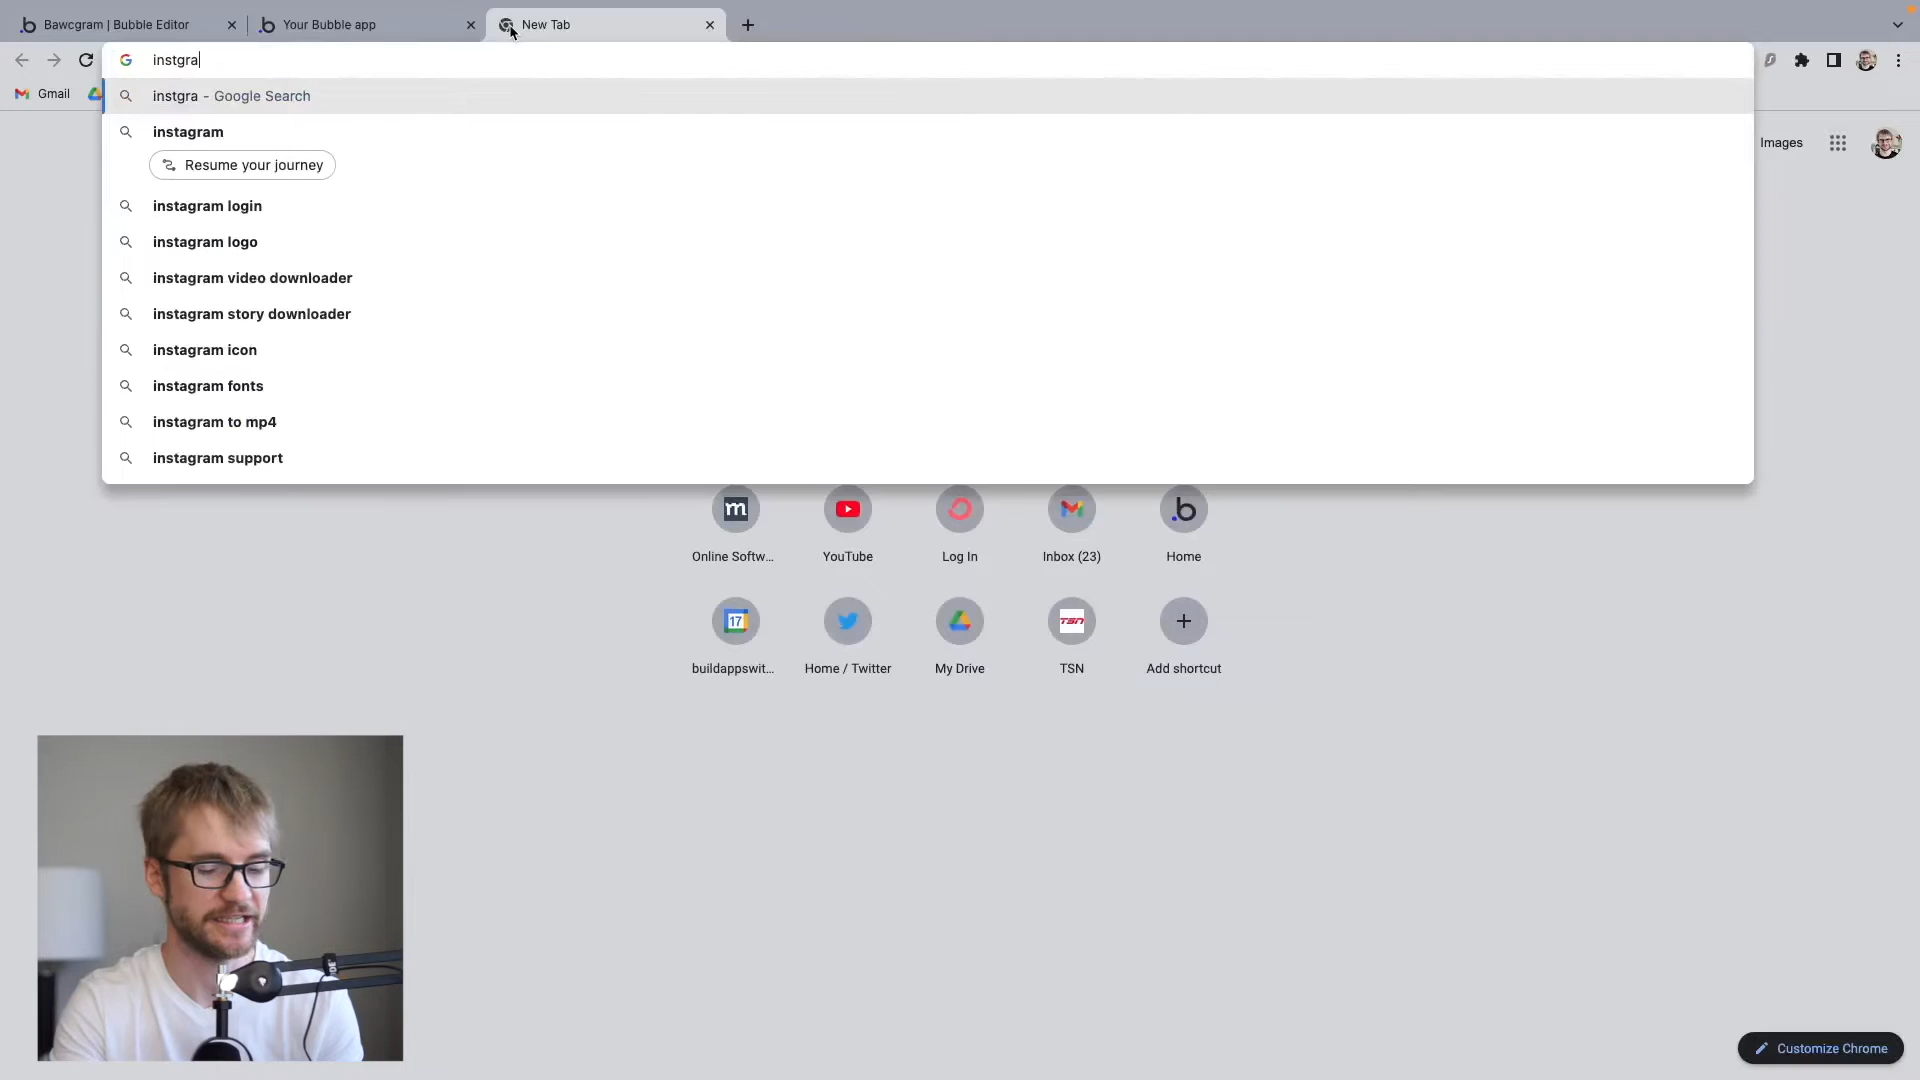 Bawcgram | Bubble Editor
Your Bubble app
New Tab
instgra
Gmail
instgra - Google Search
instagram
Resume your journey
Images
instagram login
instagram logo
instagram video downloader
instagram story downloader
instagram icon
instagram fonts
instagram to mp4
instagram support
m
Online Softw...
YouTube
Log In
Inbox (23)
Home
17
TSN
buildappswit...
Home / Twitter
My Drive
TSN
Add shortcut
Customize Chrome